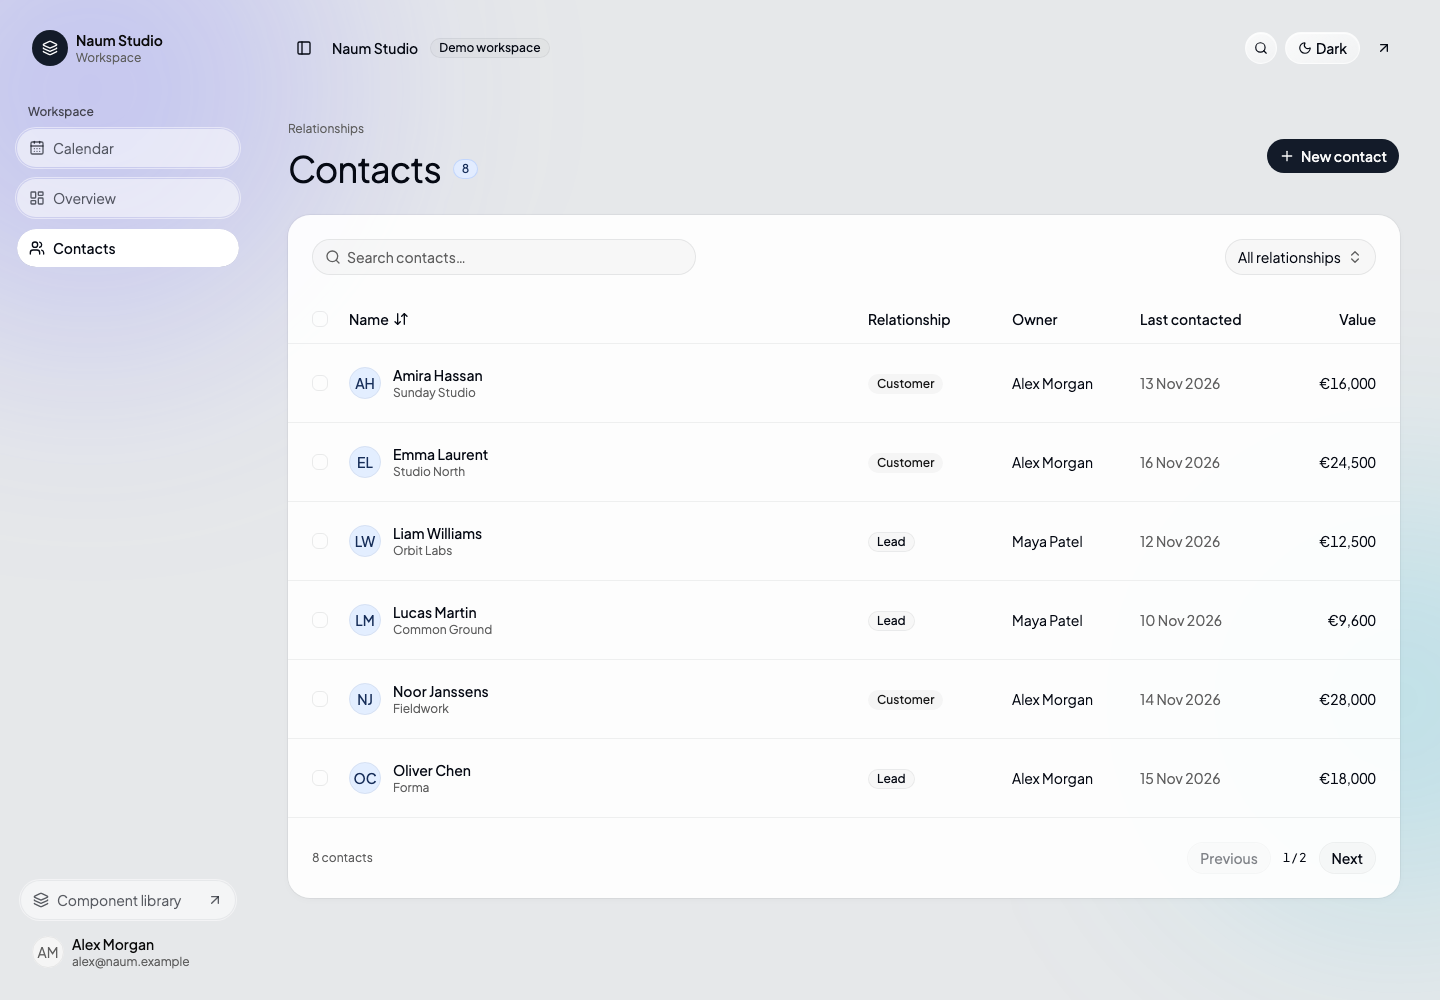 Naum Studio
Workspace
Naum Studio
Demo workspace
Dark
Workspace
Calendar
Overview
Contacts
Relationships
Contacts 8
New contact
Search contacts...
All relationships
Name Relationship Owner Last contacted Value
AH Amira Hassan Customer Alex Morgan 13 Nov 2026 €16,000
Sunday Studio
EL Emma Laurent Customer Alex Morgan 16 Nov 2026 €24,500
Studio North
LW Liam Williams Lead Maya Patel 12 Nov 2026 €12,500
Orbit Labs
LM Lucas Martin Lead Maya Patel 10 Nov 2026 €9,600
Common Ground
NJ Noor Janssens Customer Alex Morgan 14 Nov 2026 €28,000
Fieldwork
OC Oliver Chen Lead Alex Morgan 15 Nov 2026 €18,000
Forma
8 contacts
Previous 1/2 Next
Component library
AM Alex Morgan
alex@naum.example